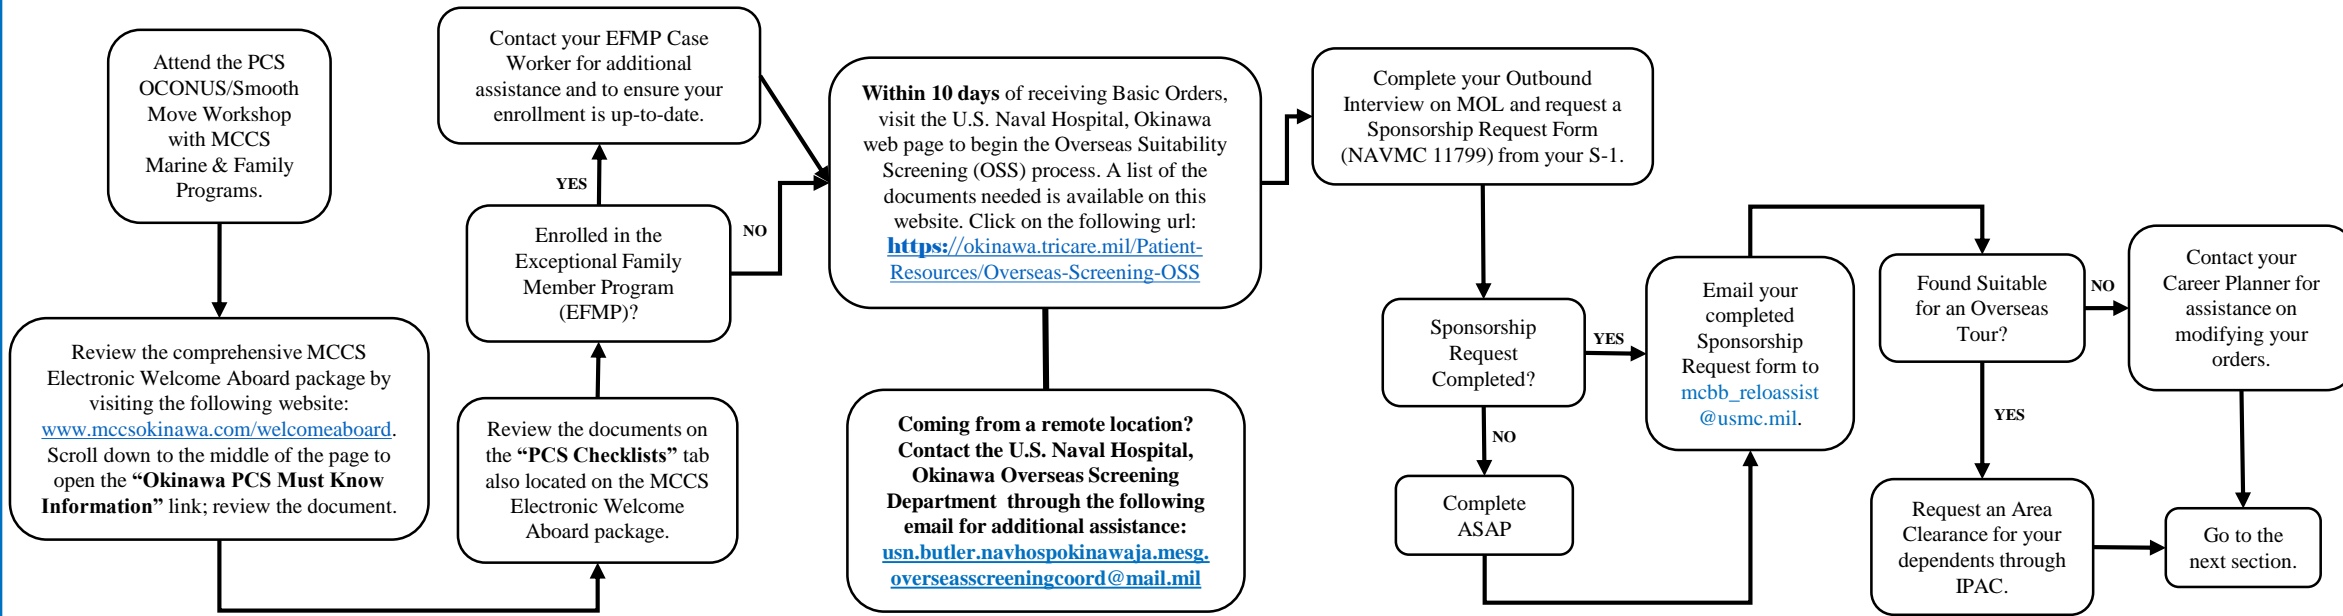 Attend the PCS
OCONUS/Smooth
Move Workshop
with MCCS
Marine & Family
Programs.
Review the comprehensive MCCS
Electronic Welcome Aboard package by
visiting the following website:
www.mccsokinawa.com/welcomeaboard.
Scroll down to the middle of the page to
open the “Okinawa PCS Must Know
Information” link; review the document.
Review the documents on
the “PCS Checklists” tab
also located on the MCCS
Electronic Welcome
Aboard package.
Enrolled in the
Exceptional Family
Member Program
(EFMP)?
YES
NO
Contact your EFMP Case
Worker for additional
assistance and to ensure your
enrollment is up-to-date.
Within 10 days of receiving Basic Orders,
visit the U.S. Naval Hospital, Okinawa
web page to begin the Overseas Suitability
Screening (OSS) process. A list of the
documents needed is available on this
website. Click on the following url:
https://okinawa.tricare.mil/Patient-
Resources/Overseas-Screening-OSS
Coming from a remote location?
Contact the U.S. Naval Hospital,
Okinawa Overseas Screening
Department through the following
email for additional assistance:
usn.butler.navhospokinawaja.mesg.
overseasscreeningcoord@mail.mil
Complete your Outbound
Interview on MOL and request a
Sponsorship Request Form
(NAVMC 11799) from your S-1.
Sponsorship
Request
Completed?
YES
NO
Complete
ASAP
Email your
completed
Sponsorship
Request form to
mcbb_reloassist
@usmc.mil.
Found Suitable
for an Overseas
Tour?
NO
YES
Contact your
Career Planner for
assistance on
modifying your
orders.
Request an Area
Clearance for your
dependents through
IPAC.
Go to the
next section.